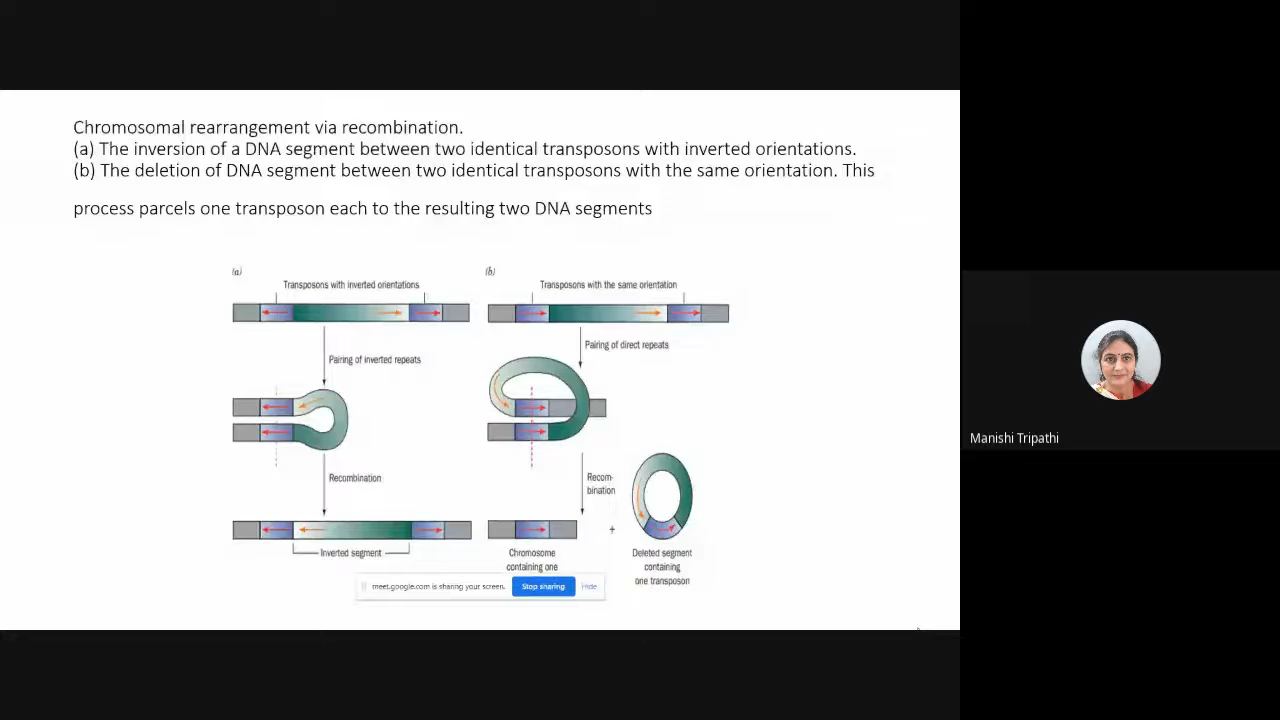 Chromosomal rearrangement via recombination.
(a) The inversion of a DNA segment between two identical transposons with inverted orientations.
(b) The deletion of DNA segment between two identical transposons with the same orientation. This
process parcels one transposon each to the resulting two DNA segments
(a)
Transposons with inverted orientations
Pairing of inverted repeats
Recombination
Inverted segment
(b)
Transposons with the same orientation
Pairing of direct repeats
Recom-
bination
+
Chromosome
containing one
Deleted segment
containing
one transposon
meet.google.com is sharing your screen. Stop sharing Hide
Manishi Tripathi